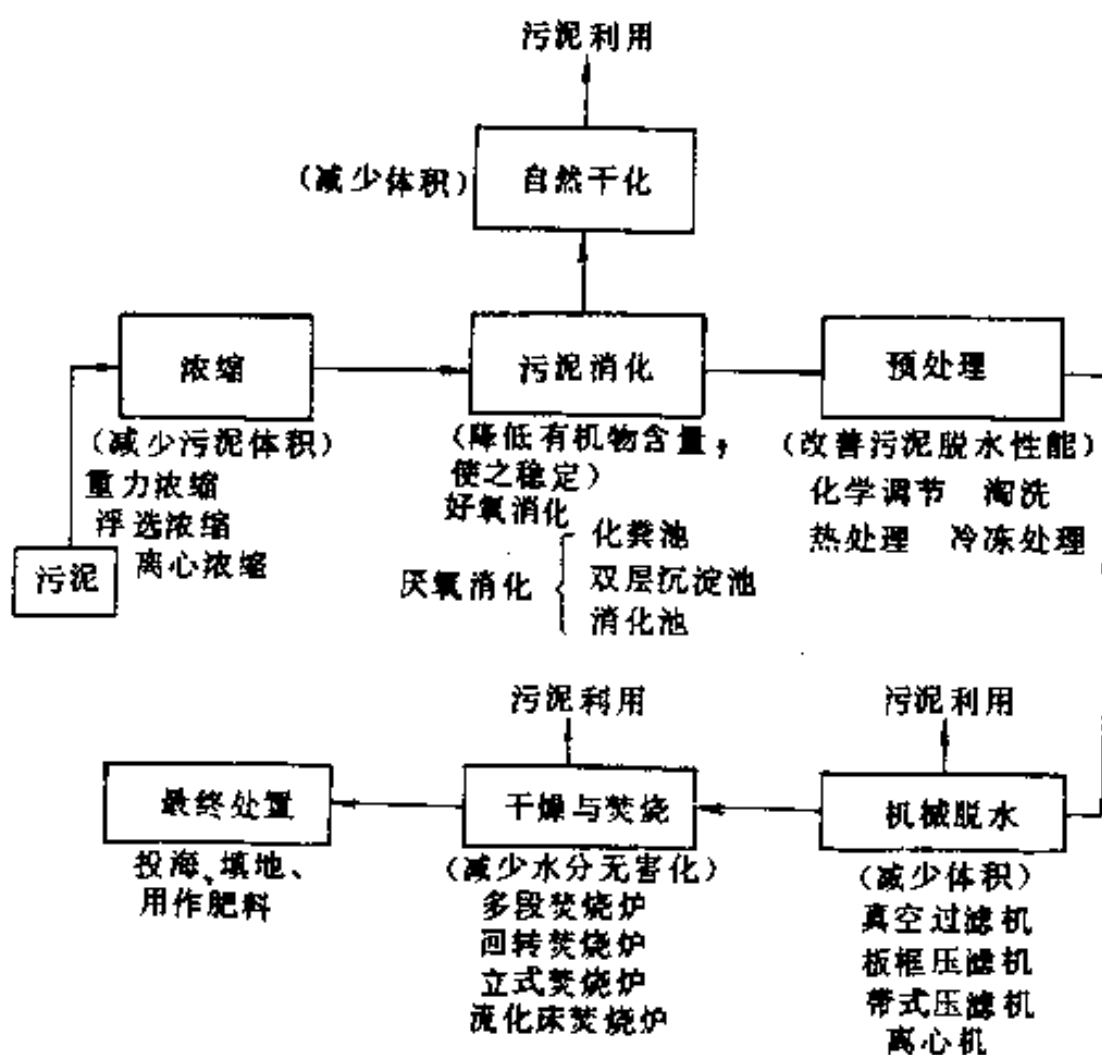 污泥利用
(减少体积)
自然干化
浓缩
污泥消化
预处理
(减少污泥体积)
重力浓缩
浮选浓缩
离心浓缩
污泥
(降低有机物含量,
使之稳定)
好氧消化
厌氧消化
化粪池
双层沉淀池
消化池
(改善污泥脱水性能)
化学调节 淘洗
热处理 冷冻处理
污泥利用
污泥利用
最终处置
干燥与焚烧
机械脱水
投海、填地、
用作肥料
(减少水分无害化)
多段焚烧炉
回转焚烧炉
立式焚烧炉
流化床焚烧炉
(减少体积)
真空过滤机
板框压滤机
带式压滤机
离心机